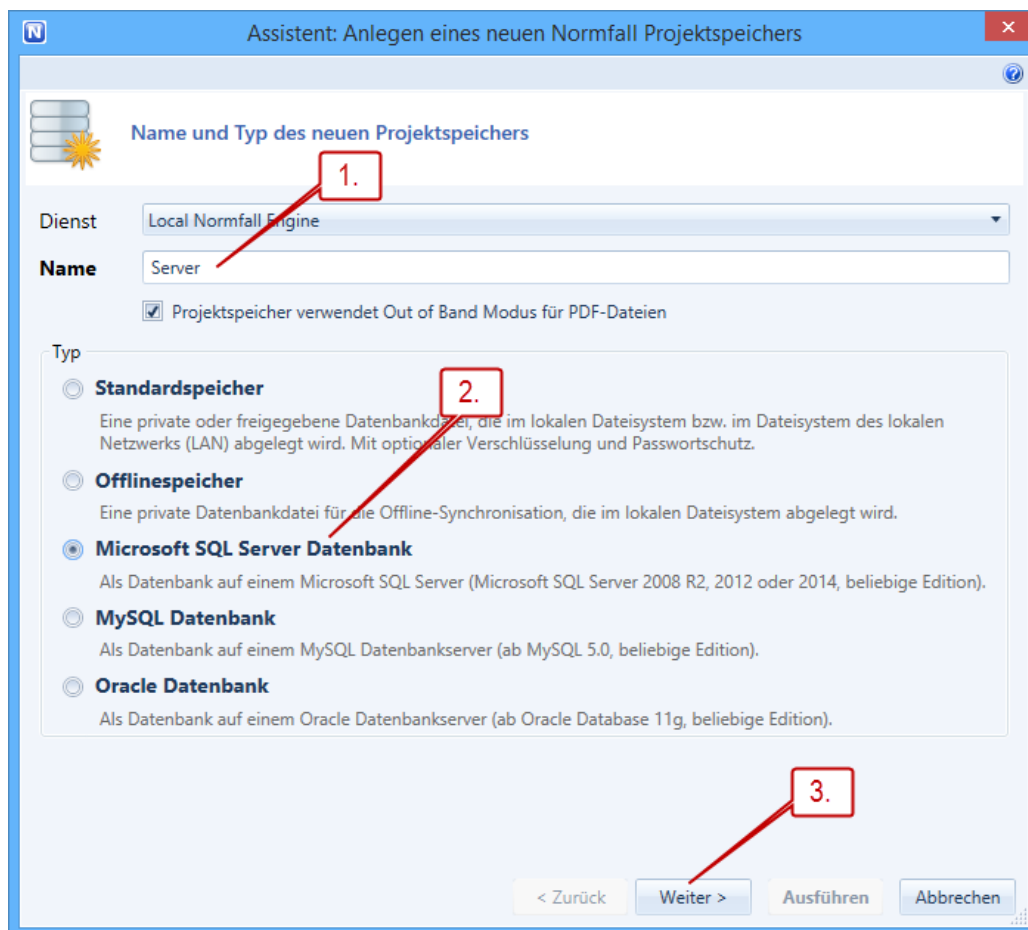 N
Assistent: Anlegen eines neuen Normfall Projektspeichers
Name und Typ des neuen Projektspeichers
1.
Dienst
Local Normfall Engine
Name
Server
Projektspeicher verwendet Out of Band Modus für PDF-Dateien
Typ
Standardspeicher
2.
Eine private oder freigegebene Datenbankdatei, die im lokalen Dateisystem bzw. im Dateisystem des lokalen
Netzwerks (LAN) abgelegt wird. Mit optionaler Verschlüsselung und Passwortschutz.
Offlinespeicher
Eine private Datenbankdatei für die Offline-Synchronisation, die im lokalen Dateisystem abgelegt wird.
Microsoft SQL Server Datenbank
Als Datenbank auf einem Microsoft SQL Server (Microsoft SQL Server 2008 R2, 2012 oder 2014, beliebige Edition).
MySQL Datenbank
Als Datenbank auf einem MySQL Datenbankserver (ab MySQL 5.0, beliebige Edition).
Oracle Datenbank
Als Datenbank auf einem Oracle Datenbankserver (ab Oracle Database 11g, beliebige Edition).
3.
< Zurück
Weiter >
Ausführen
Abbrechen